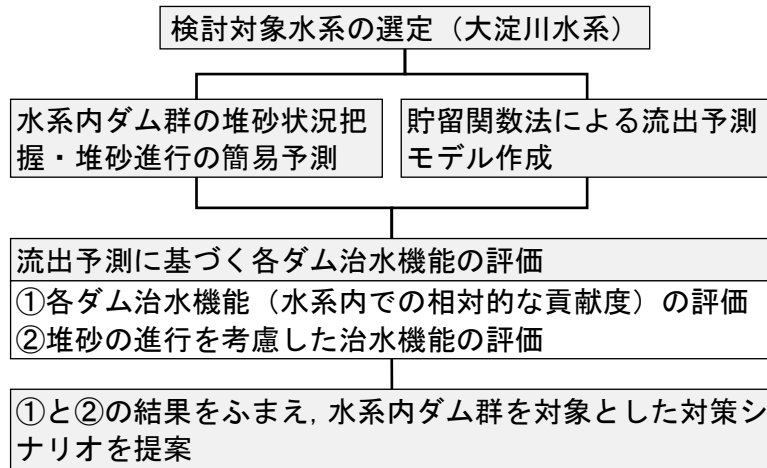 検討対象水系の選定（大淀川水系）
水系内ダム群の堆砂状況把
握・堆砂進行の簡易予測
貯留関数法による流出予測
モデル作成
流出予測に基づく各ダム治水機能の評価
①各ダム治水機能（水系内での相対的な貢献度）の評価
②堆砂の進行を考慮した治水機能の評価
①と②の結果をふまえ，水系内ダム群を対象とした対策シ
ナリオを提案